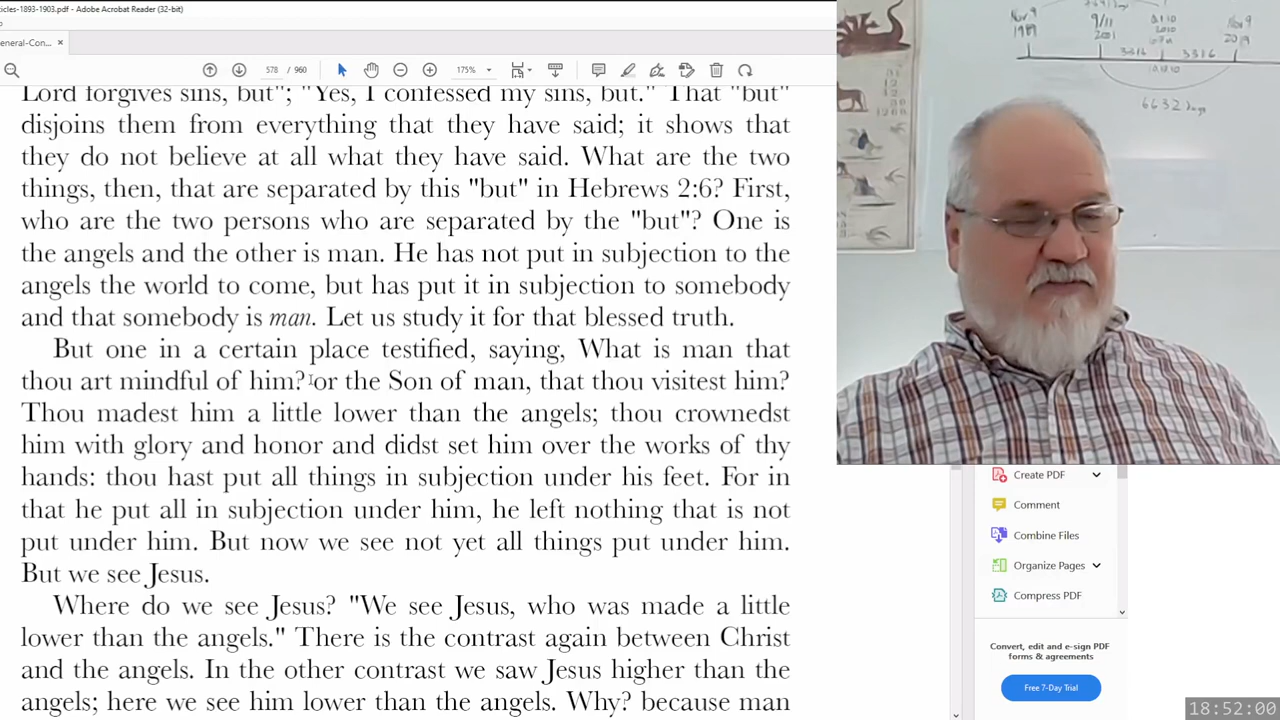 icles-1893-1903.pdf - Adobe Acrobat Reader (32-bit)
eneral-Con... ×
578 / 960
175%
Lord forgives sins, but"; "Yes, I confessed my sins, but." That "but"
disjoins them from everything that they have said; it shows that
they do not believe at all what they have said. What are the two
things, then, that are separated by this "but" in Hebrews 2:6? First,
who are the two persons who are separated by the "but"? One is
the angels and the other is man. He has not put in subjection to the
angels the world to come, but has put it in subjection to somebody
and that somebody is man. Let us study it for that blessed truth.
But one in a certain place testified, saying, What is man that
thou art mindful of him? or the Son of man, that thou visitest him?
Thou madest him a little lower than the angels; thou crownedst
him with glory and honor and didst set him over the works of thy
hands: thou hast put all things in subjection under his feet. For in
that he put all in subjection under him, he left nothing that is not
put under him. But now we see not yet all things put under him.
But we see Jesus.
Where do we see Jesus? "We see Jesus, who was made a little
lower than the angels." There is the contrast again between Christ
and the angels. In the other contrast we saw Jesus higher than the
angels; here we see him lower than the angels. Why? because man
Nov 9 9/11 Nov 9
1989 2001 2010 2019
3316 3316
6632 days
Create PDF
Comment
Combine Files
Organize Pages
Compress PDF
Convert, edit and e-sign PDF
forms & agreements
Free 7-Day Trial
18:52:00